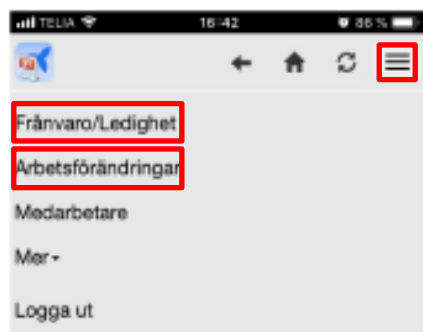 TELIA 16:42 86 %
Frånvaro/Ledighet
Arbetsförändringar
Medarbetare
Mer
Logga ut